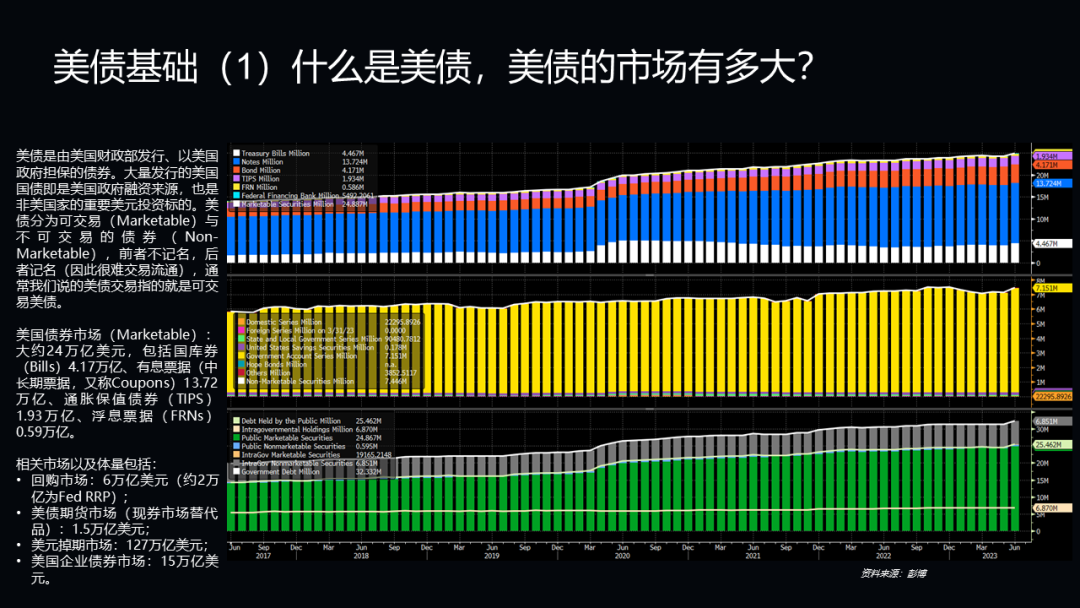 美债基础（1）什么是美债，美债的市场有多大？
美债是由美国财政部发行、以美国
政府担保的债券。大量发行的美国
国债即是美国政府融资来源，也是
非美国家的重要美元投资标的。美
债分为可交易（Marketable）与
不可交易的债券（Non-
Marketable），前者不记名，后
者记名（因此很难交易流通），通
常我们说的美债交易指的就是可交
易美债。
美国债券市场（Marketable）：
大约24万亿美元，包括国库券
（Bills）4.17万亿、有息票据（中
长期票据，又称Coupons）13.72
万亿、通胀保值债券（TIPS）
1.93万亿、浮息票据（FRNs）
0.59万亿。
相关市场以及体量包括：
• 回购市场：6万亿美元（约2万
亿为Fed RRP）；
• 美债期货市场（现券市场替代
品）：1.5万亿美元；
• 美元掉期市场：127万亿美元；
• 美国企业债券市场：15万亿美
元。
Treasury Bills Million 4.467M
Notes Million 13.724M
Bond Million 4.171M
TIPS Million 1.934M
FRN Million 0.586M
Federal Financing Bank Million 5492.2061
Marketable Securities Million 24.887M
1.934M
4.171M
15M
13.724M
10M
4.467M
0
Domestic Series Million 22295.8926
Foreign Series Million on 3/31/23 0.0000
State and Local Government Series Million 90480.7812
United States Savings Securities Million 0.178M
Government Account Series Million 7.151M
Hope Bonds Million n.a.
Others Million 3852.5117
Non-Marketable Securities Million 7.446M
8M
7.151M
7M
6M
5M
4M
3M
2M
1M
22295.8926
Debt Held by the Public Million 25.462M
Intragovernmental Holdings Million 6.870M
Public Marketable Securities 24.867M
Public Nonmarketable Securities 0.595M
IntraGov Marketable Securities 19165.2148
IntraGov Nonmarketable Securities 6.851M
Government Debt Million 32.332M
6.851M
30M
25.462M
20M
15M
10M
6.870M
0
Jun Sep Dec Mar Jun Sep Dec Mar Jun Sep Dec Mar Jun Sep Dec Mar Jun Sep Dec Mar Jun Sep Dec Mar Jun
2017 2018 2019 2020 2021 2022 2023
资料来源：彭博